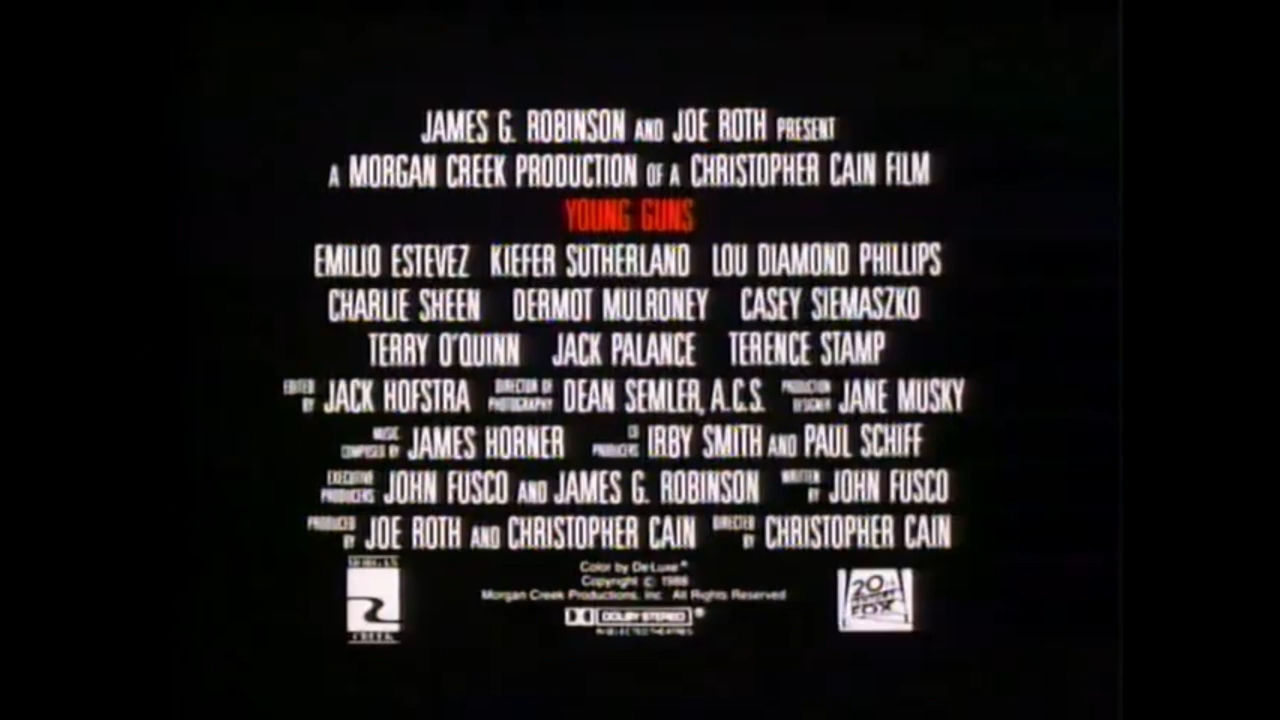 JAMES G. ROBINSON AND JOE ROTH PRESENT
A MORGAN CREEK PRODUCTION OF A CHRISTOPHER CAIN FILM
YOUNG GUNS
EMILIO ESTEVEZ KIEFER SUTHERLAND LOU DIAMOND PHILLIPS
CHARLIE SHEEN DERMOT MULRONEY CASEY SIEMASZKO
TERRY O'QUINN JACK PALANCE TERENCE STAMP
EDITED BY JACK HOFSTRA DIRECTOR OF PHOTOGRAPHY DEAN SEMLER, A.C.S. PRODUCTION DESIGNER JANE MUSKY
MUSIC COMPOSED BY JAMES HORNER CO PRODUCERS IRBY SMITH AND PAUL SCHIFF
EXECUTIVE PRODUCERS JOHN FUSCO AND JAMES G. ROBINSON WRITTEN BY JOHN FUSCO
PRODUCED BY JOE ROTH AND CHRISTOPHER CAIN DIRECTED BY CHRISTOPHER CAIN
MORGAN CREEK
Color by DeLuxe®
Copyright © 1988
Morgan Creek Productions, Inc. All Rights Reserved
DOLBY STEREO ®
IN SELECTED THEATRES
20th CENTURY FOX